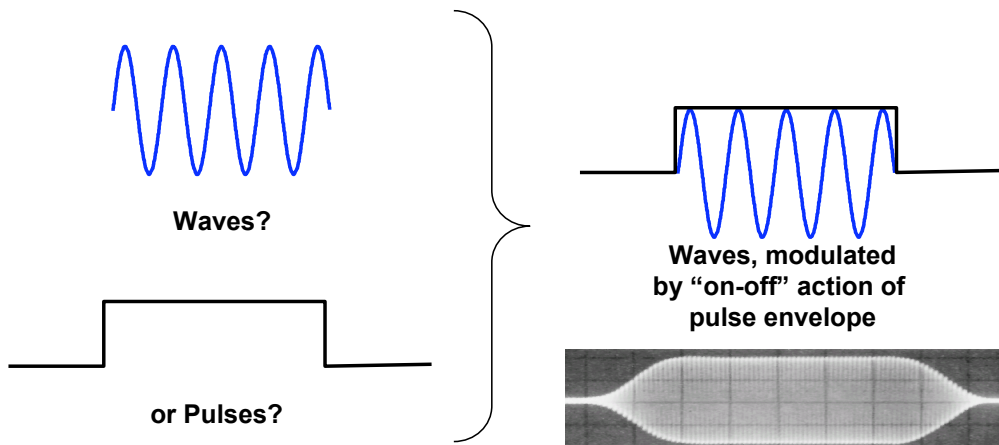 Waves?
or Pulses?
Waves, modulated
by “on-off” action of
pulse envelope